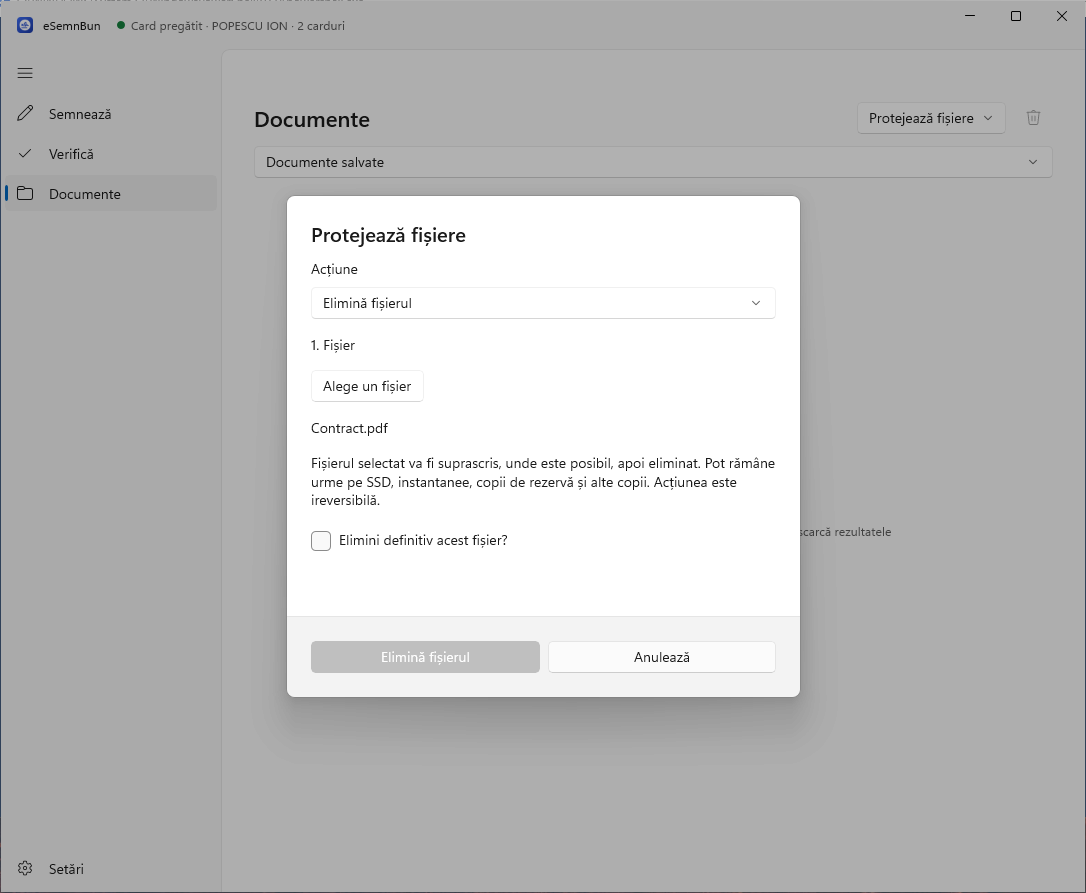 eSemnBun
Card pregătit · POPESCU ION · 2 carduri
Semnează
Verifică
Documente
Setări
Documente
Protejează fișiere
Documente salvate
scarcă rezultatele
Protejează fișiere
Acțiune
Elimină fișierul
1. Fișier
Alege un fișier
Contract.pdf
Fișierul selectat va fi suprascris, unde este posibil, apoi eliminat. Pot rămâne
urme pe SSD, instantanee, copii de rezervă și alte copii. Acțiunea este
ireversibilă.
Elimini definitiv acest fișier?
Elimină fișierul
Anulează